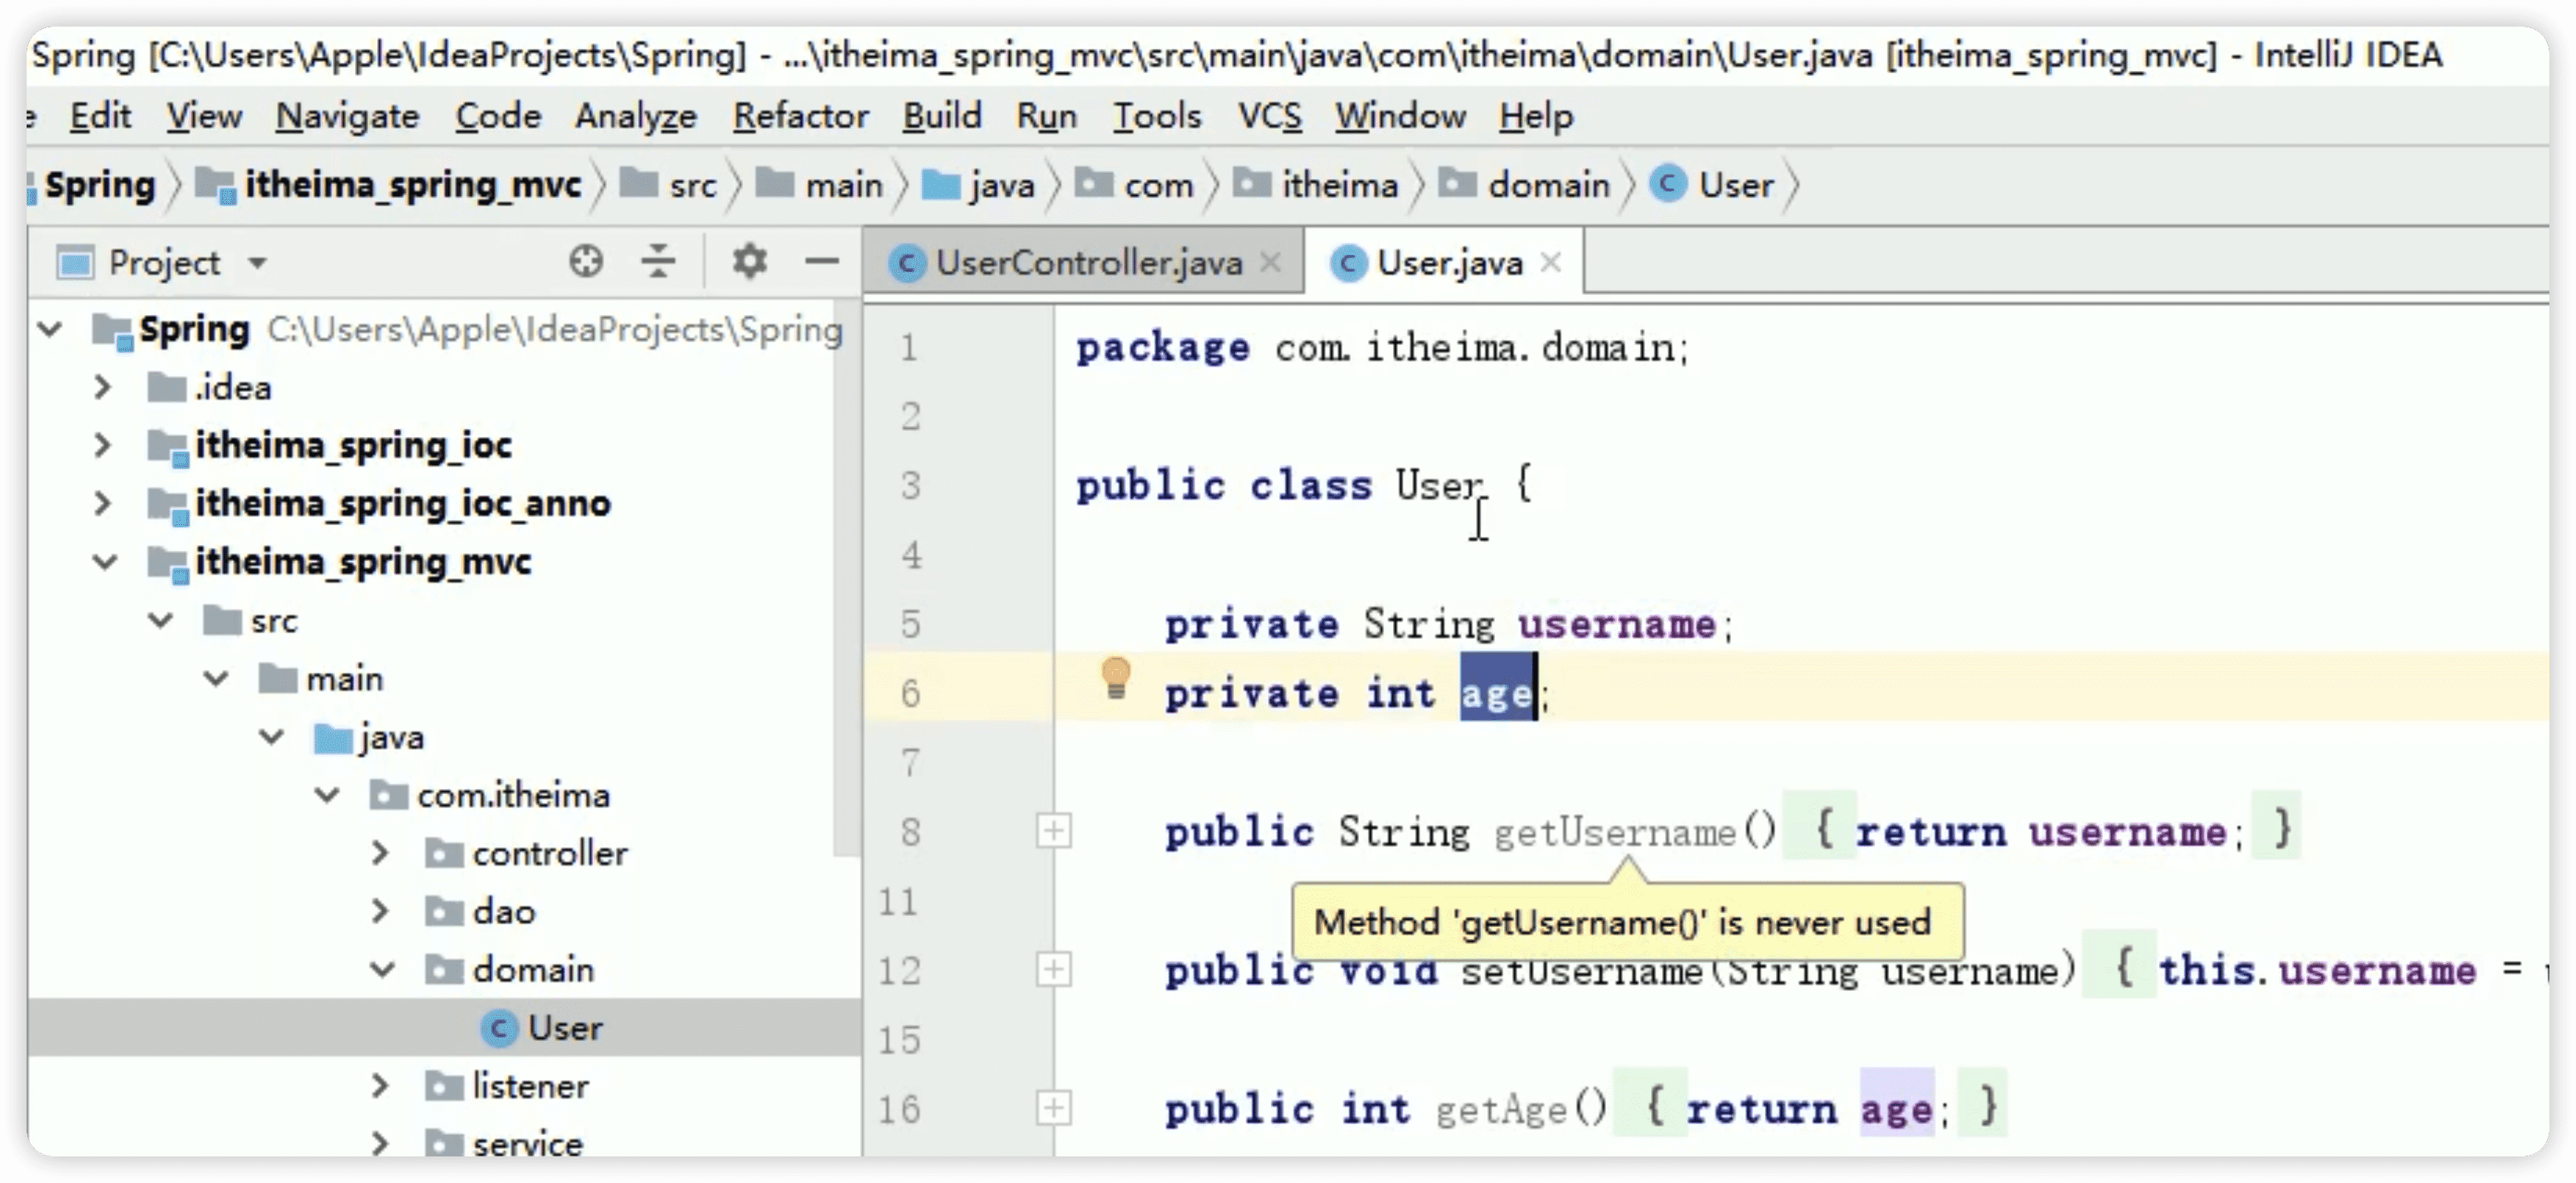 Spring [C:\Users\Apple\IdeaProjects\Spring] - ...\itheima_spring_mvc\src\main\java\com\itheima\domain\User.java [itheima_spring_mvc] - IntelliJ IDEA
Edit View Navigate Code Analyze Refactor Build Run Tools VCS Window Help
Spring itheima_spring_mvc src main java com itheima domain User
Project
UserController.java User.java
Spring C:\Users\Apple\IdeaProjects\Spring
.idea
itheima_spring_ioc
itheima_spring_ioc_anno
itheima_spring_mvc
src
main
java
com.itheima
controller
dao
domain
User
listener
service
1 package com.itheima.domain;
2
3 public class User {
4
5 private String username;
6 private int age;
7
8 public String getUsername() { return username; }
11
Method 'getUsername()' is never used
12 public void setUsername(String username) { this.username =
15
16 public int getAge() { return age; }